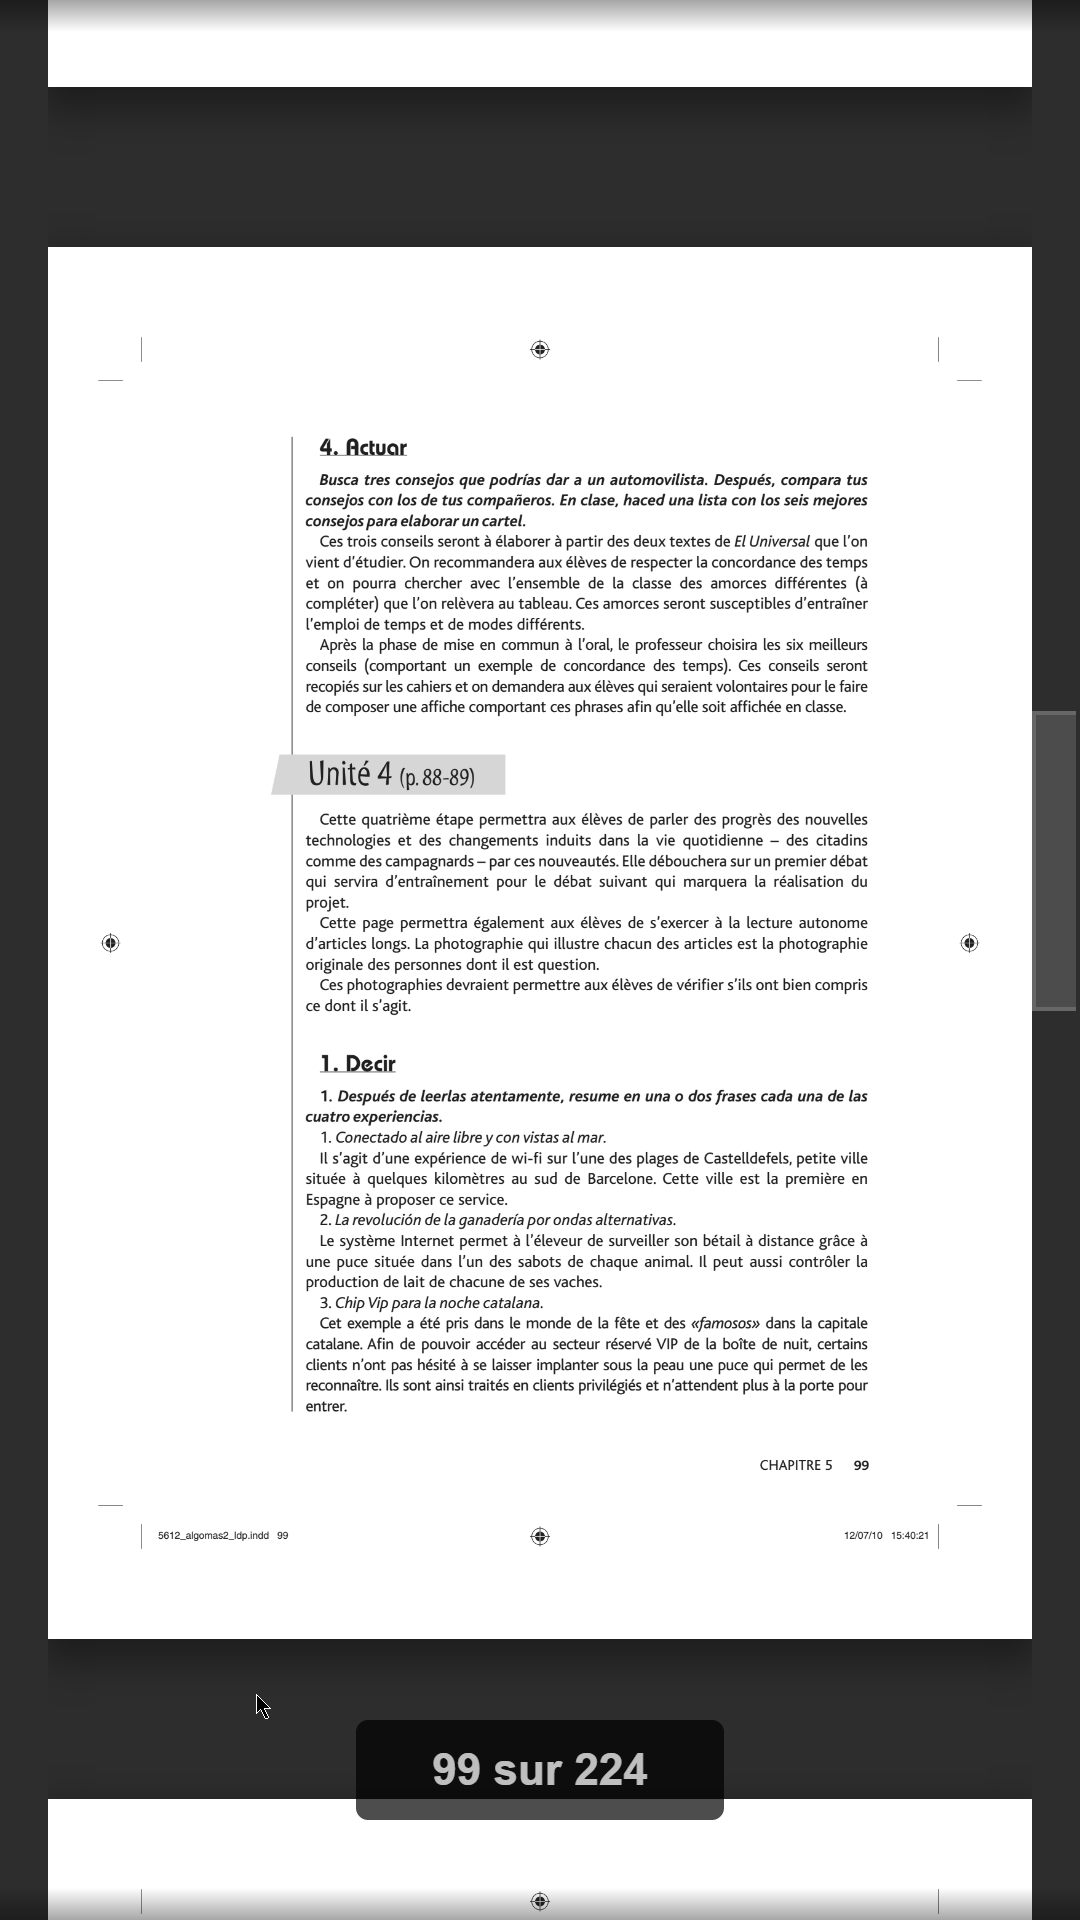 4. Actuar
Busca tres consejos que podrías dar a un automovilista. Después, compara tus
consejos con los de tus compañeros. En clase, haced una lista con los seis mejores
consejos para elaborar un cartel.
Ces trois conseils seront à élaborer à partir des deux textes de El Universal que l’on
vient d’étudier. On recommandera aux élèves de respecter la concordance des temps
et on pourra chercher avec l’ensemble de la classe des amorces différentes (à
compléter) que l’on relèvera au tableau. Ces amorces seront susceptibles d’entraîner
l’emploi de temps et de modes différents.
Après la phase de mise en commun à l’oral, le professeur choisira les six meilleurs
conseils (comportant un exemple de concordance des temps). Ces conseils seront
recopiés sur les cahiers et on demandera aux élèves qui seraient volontaires pour le faire
de composer une affiche comportant ces phrases afin qu’elle soit affichée en classe.
Unité 4 (p. 88-89)
Cette quatrième étape permettra aux élèves de parler des progrès des nouvelles
technologies et des changements induits dans la vie quotidienne – des citadins
comme des campagnards – par ces nouveautés. Elle débouchera sur un premier débat
qui servira d’entraînement pour le débat suivant qui marquera la réalisation du
projet.
Cette page permettra également aux élèves de s’exercer à la lecture autonome
d’articles longs. La photographie qui illustre chacun des articles est la photographie
originale des personnes dont il est question.
Ces photographies devraient permettre aux élèves de vérifier s’ils ont bien compris
ce dont il s’agit.
1. Decir
1. Después de leerlas atentamente, resume en una o dos frases cada una de las
cuatro experiencias.
1. Conectado al aire libre y con vistas al mar.
Il s’agit d’une expérience de wi-fi sur l’une des plages de Castelldefels, petite ville
située à quelques kilomètres au sud de Barcelone. Cette ville est la première en
Espagne à proposer ce service.
2. La revolución de la ganadería por ondas alternativas.
Le système Internet permet à l’éleveur de surveiller son bétail à distance grâce à
une puce située dans l’un des sabots de chaque animal. Il peut aussi contrôler la
production de lait de chacune de ses vaches.
3. Chip Vip para la noche catalana.
Cet exemple a été pris dans le monde de la fête et des «famosos» dans la capitale
catalane. Afin de pouvoir accéder au secteur réservé VIP de la boîte de nuit, certains
clients n’ont pas hésité à se laisser implanter sous la peau une puce qui permet de les
reconnaître. Ils sont ainsi traités en clients privilégiés et n’attendent plus à la porte pour
entrer.
CHAPITRE 5 99
5612_algomas2_ldp.indd 99 12/07/10 15:40:21
99 sur 224